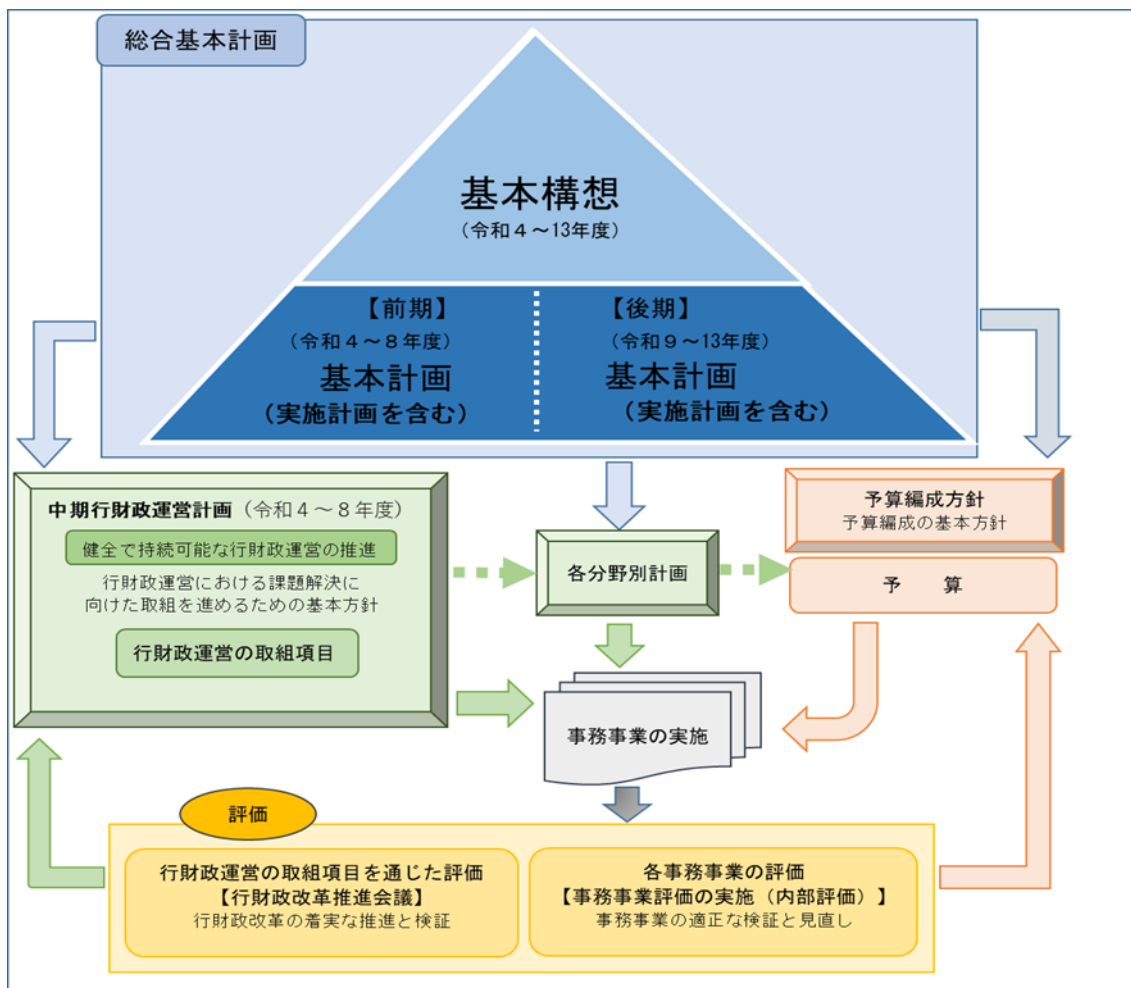 総合基本計画
基本構想
（令和４～13年度）
【前期】
（令和４～８年度）
基本計画
（実施計画を含む）
【後期】
（令和９～13年度）
基本計画
（実施計画を含む）
中期行財政運営計画（令和４～８年度）
健全で持続可能な行財政運営の推進
行財政運営における課題解決に
向けた取組を進めるための基本方針
行財政運営の取組項目
各分野別計画
予算編成方針
予算編成の基本方針
予　　算
事務事業の実施
評価
行財政運営の取組項目を通じた評価
【行財政改革推進会議】
行財政改革の着実な推進と検証
各事務事業の評価
【事務事業評価の実施（内部評価）】
事務事業の適正な検証と見直し